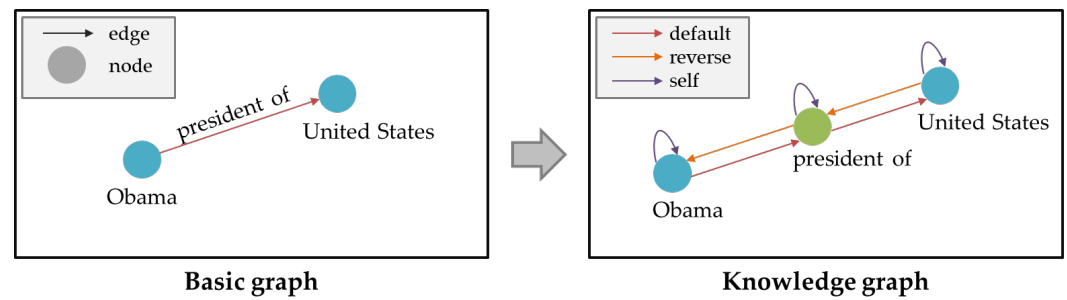 edge
node
president of
United States
Obama
Basic graph
default
reverse
self
United States
president of
Obama
Knowledge graph